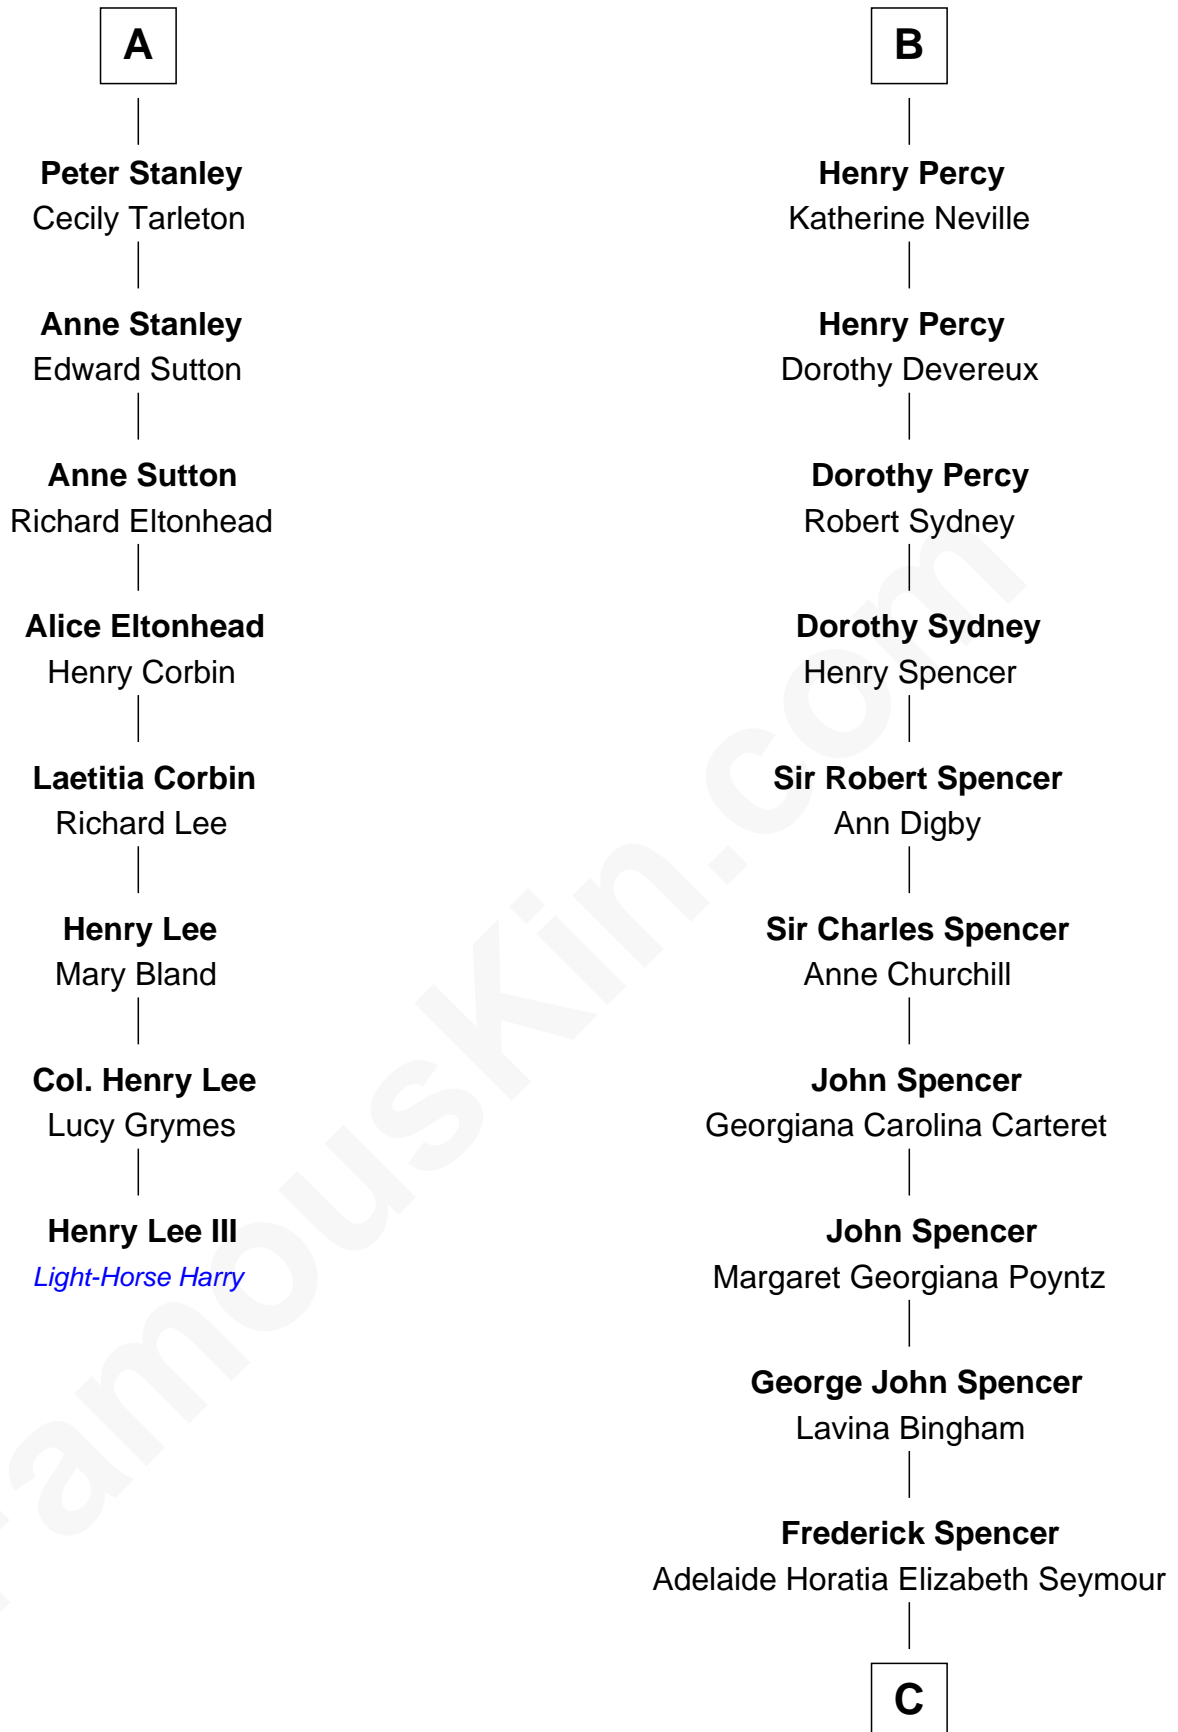 A
Peter Stanley
Cecily Tarleton
Anne Stanley
Edward Sutton
Anne Sutton
Richard Eltonhead
Alice Eltonhead
Henry Corbin
Laetitia Corbin
Richard Lee
Henry Lee
Mary Bland
Col. Henry Lee
Lucy Grymes
Henry Lee III
Light-Horse Harry
B
Henry Percy
Katherine Neville
Henry Percy
Dorothy Devereux
Dorothy Percy
Robert Sydney
Dorothy Sydney
Henry Spencer
Sir Robert Spencer
Ann Digby
Sir Charles Spencer
Anne Churchill
John Spencer
Georgiana Carolina Carteret
John Spencer
Margaret Georgiana Poyntz
George John Spencer
Lavina Bingham
Frederick Spencer
Adelaide Horatia Elizabeth Seymour
C
FamousKin.com